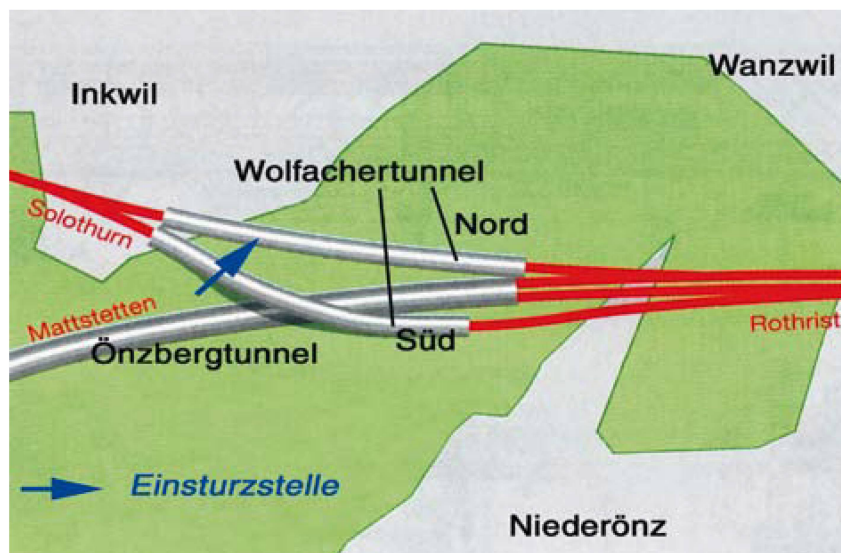 Wanzwil
Inkwil
Wolfachertunnel
Nord
Solothurn
Mattstetten
Önzbergtunnel
Süd
Rothrist
Einsturzstelle
Niederönz